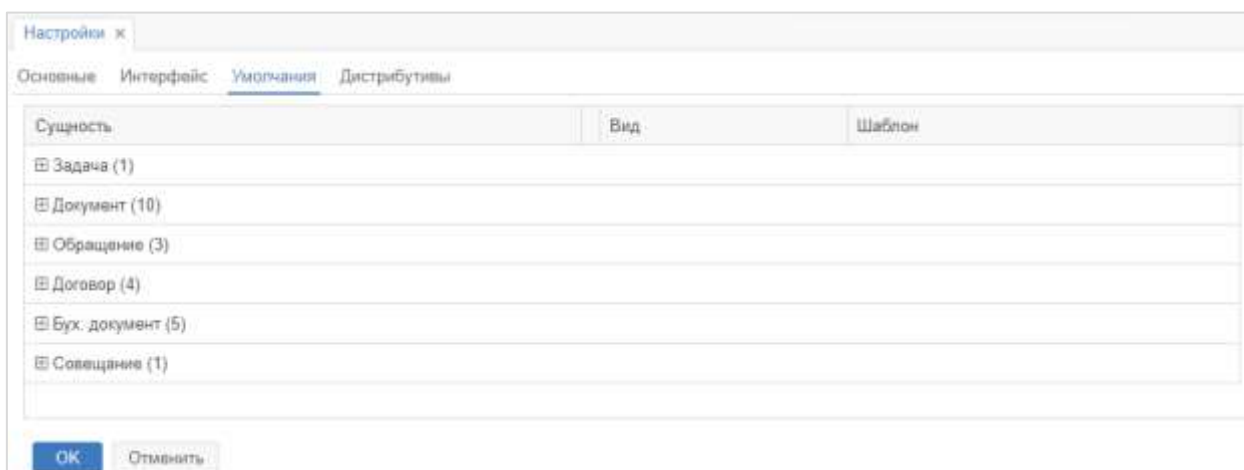 Настройки ×
Основные Интерфейс Умолчания Дистрибутивы
Сущность Вид Шаблон
Задача (1)
Документ (10)
Обращение (3)
Договор (4)
Бух. документ (5)
Совещание (1)
OK Отменить